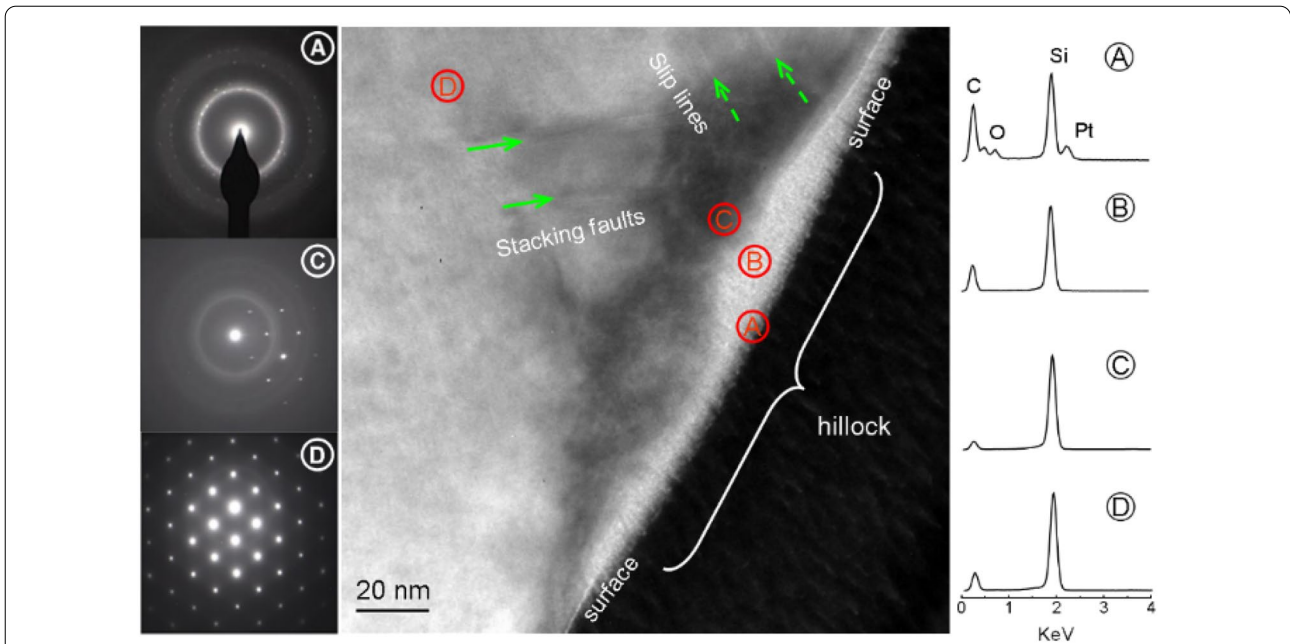 A
C
D
D
Slip lines
surface
Stacking faults
C
B
A
hillock
surface
20 nm
A
C
O
Si
Pt
B
C
D
0 1 2 3 4
KeV